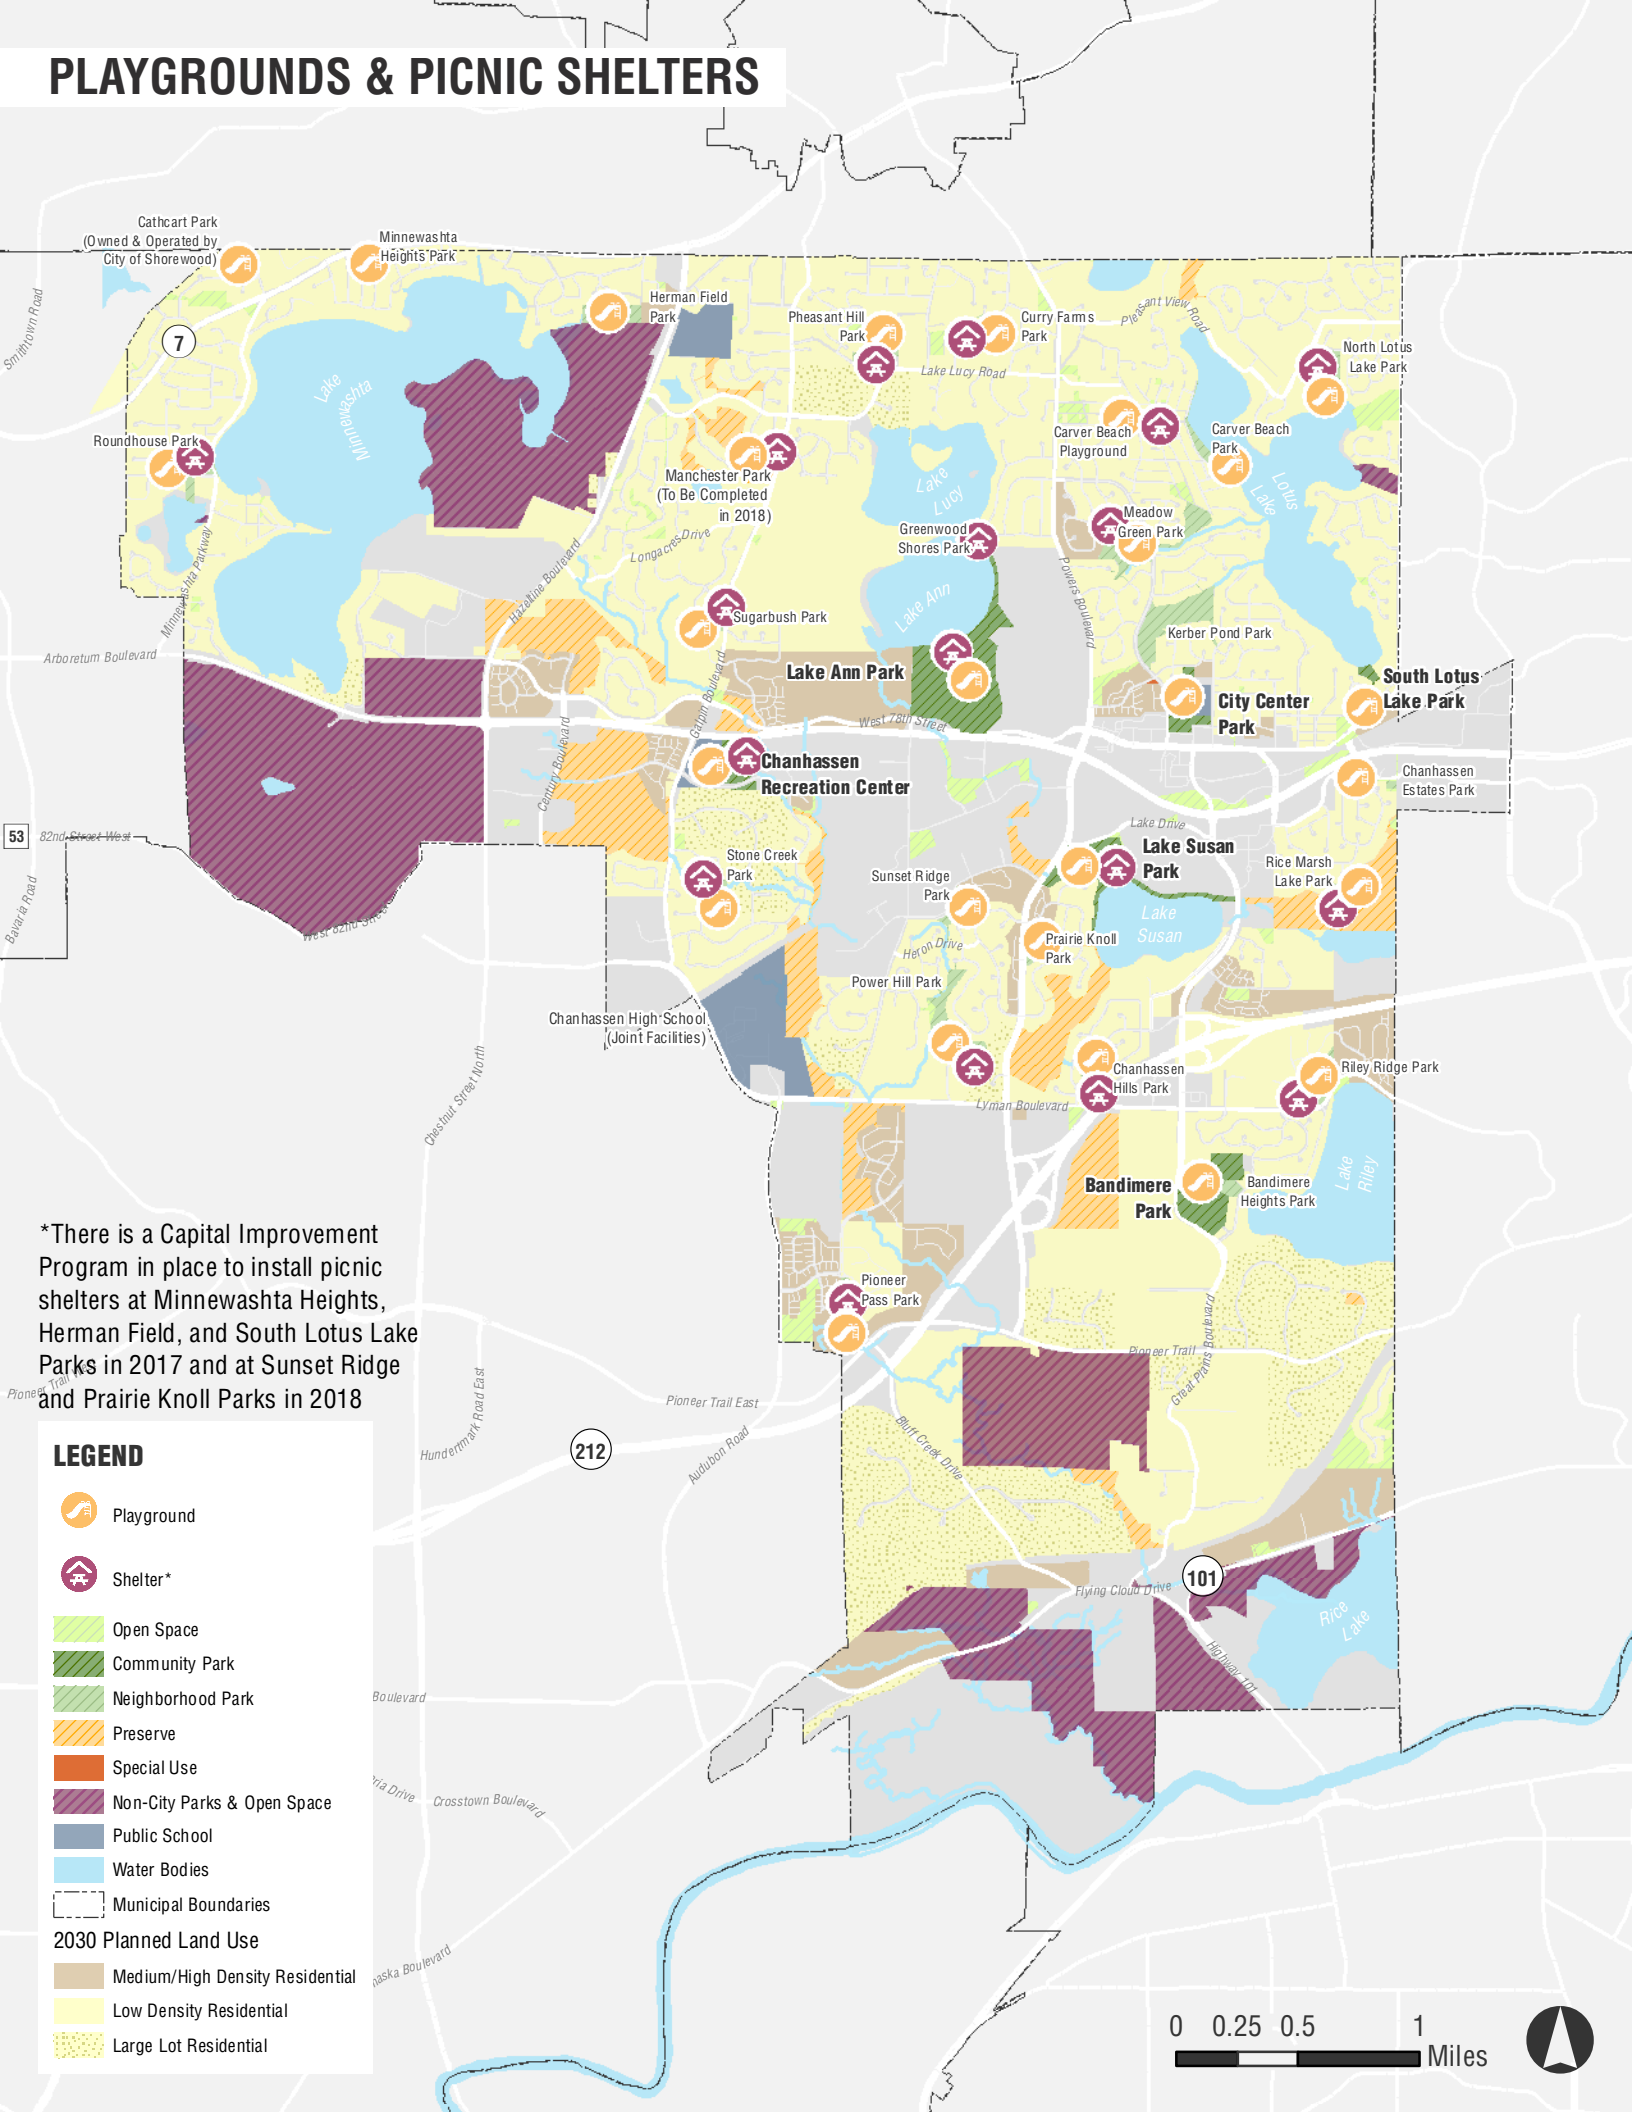 PLAYGROUNDS & PICNIC SHELTERS
Cathcart Park
(Owned & Operated by
City of Shorewood)
Minnewashta
Heights Park
Smithtown Road
7
Herman Field
Park
Pheasant Hill
Park
Curry Farms
Park
Pleasant View Road
North Lotus
Lake Park
Lake Lucy Road
Lake
Minnewashta
Roundhouse Park
Carver Beach
Playground
Carver Beach
Park
Manchester Park
(To Be Completed
in 2018)
Lake
Lucy
Lotus
Lake
Meadow
Green Park
Greenwood
Shores Park
Longacres Drive
Hazeltine Boulevard
Minnewashta Parkway
Powers Boulevard
Lake Ann
Sugarbush Park
Kerber Pond Park
Arboretum Boulevard
Lake Ann Park
South Lotus
Lake Park
City Center
Park
Galpin Boulevard
West 78th Street
Century Boulevard
Chanhassen
Recreation Center
Chanhassen
Estates Park
53
82nd Street West
Lake Drive
Lake Susan
Park
Stone Creek
Park
Sunset Ridge
Park
Rice Marsh
Lake Park
Bavaria Road
West 82nd Street
Lake
Susan
Prairie Knoll
Park
Heron Drive
Power Hill Park
Chanhassen High School
(Joint Facilities)
Chanhassen
Hills Park
Riley Ridge Park
Lyman Boulevard
Chestnut Street North
Lake
Riley
Bandimere
Park
Bandimere
Heights Park
*There is a Capital Improvement
Program in place to install picnic
shelters at Minnewashta Heights,
Herman Field, and South Lotus Lake
Parks in 2017 and at Sunset Ridge
and Prairie Knoll Parks in 2018
Pioneer
Pass Park
Pioneer Trail
Great Plains Boulevard
Pioneer Trail
Pioneer Trail East
Hundertmark Road East
Audubon Road
Bluff Creek Drive
212
101
Flying Cloud Drive
Rice
Lake
Highway 101
Boulevard
Crosstown Boulevard
LEGEND
Playground
Shelter*
Open Space
Community Park
Neighborhood Park
Preserve
Special Use
Non-City Parks & Open Space
Public School
Water Bodies
Municipal Boundaries
2030 Planned Land Use
Medium/High Density Residential
Low Density Residential
Large Lot Residential
0 0.25 0.5 1
Miles